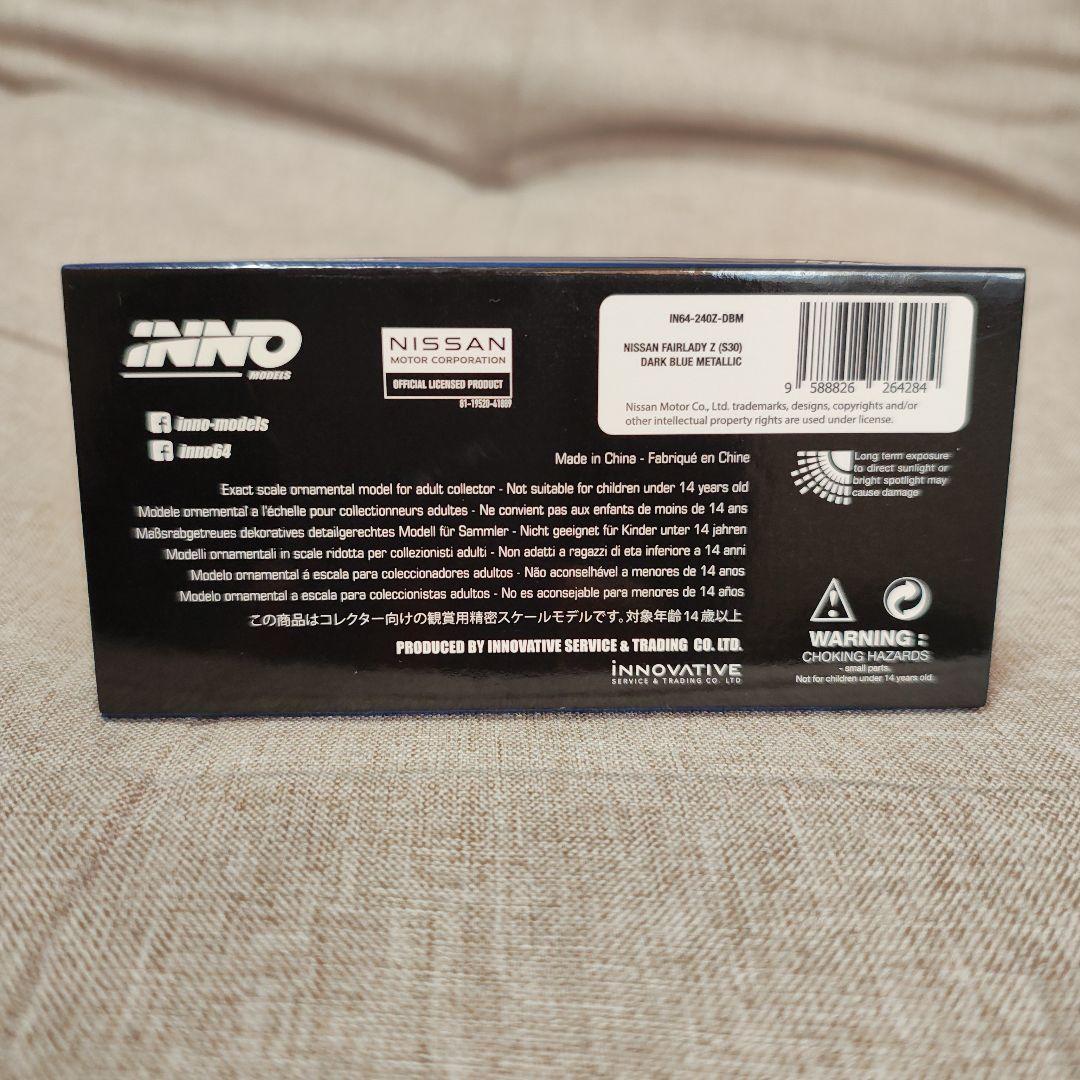 INNO
MODELS
inno-models
inno64
NISSAN
MOTOR CORPORATION
OFFICIAL LICENSED PRODUCT
IN64-240Z-DBM
NISSAN FAIRLADY Z (S30)
DARK BLUE METALLIC
9 588826 264284
Nissan Motor Co., Ltd. trademarks, designs, copyrights and/or
other intellectual property rights are used under license.
Made in China - Fabriqué en Chine
Long term exposure
to direct sunlight or
bright spotlight may
cause damage
Exact scale ornamental model for adult collector - Not suitable for children under 14 years old
Modele ornemental a l'échelle pour collectionneurs adultes - Ne convient pas aux enfants de moins de 14 ans
Maßsrabgetreues dekoratives detailgerechtes Modell für Sammler - Nicht geeignet für Kinder unter 14 jahren
Modelli ornamentali in scale ridotta per collezionisti adulti - Non adatti a ragazzi di eta inferiore a 14 anni
Modelo ornamental á escala para coleccionadores adultos - Não aconselhável a menores de 14 anos
Modelo ornamental a escala para coleccionistas adultos - No es aconsejable para menores de 14 años
この商品はコレクター向けの観賞用精密スケールモデルです。対象年齢14歳以上
PRODUCED BY INNOVATIVE SERVICE & TRADING CO. LTD.
INNOVATIVE
SERVICE & TRADING CO. LTD
WARNING :
CHOKING HAZARDS
- small parts.
Not for children under 14 years old